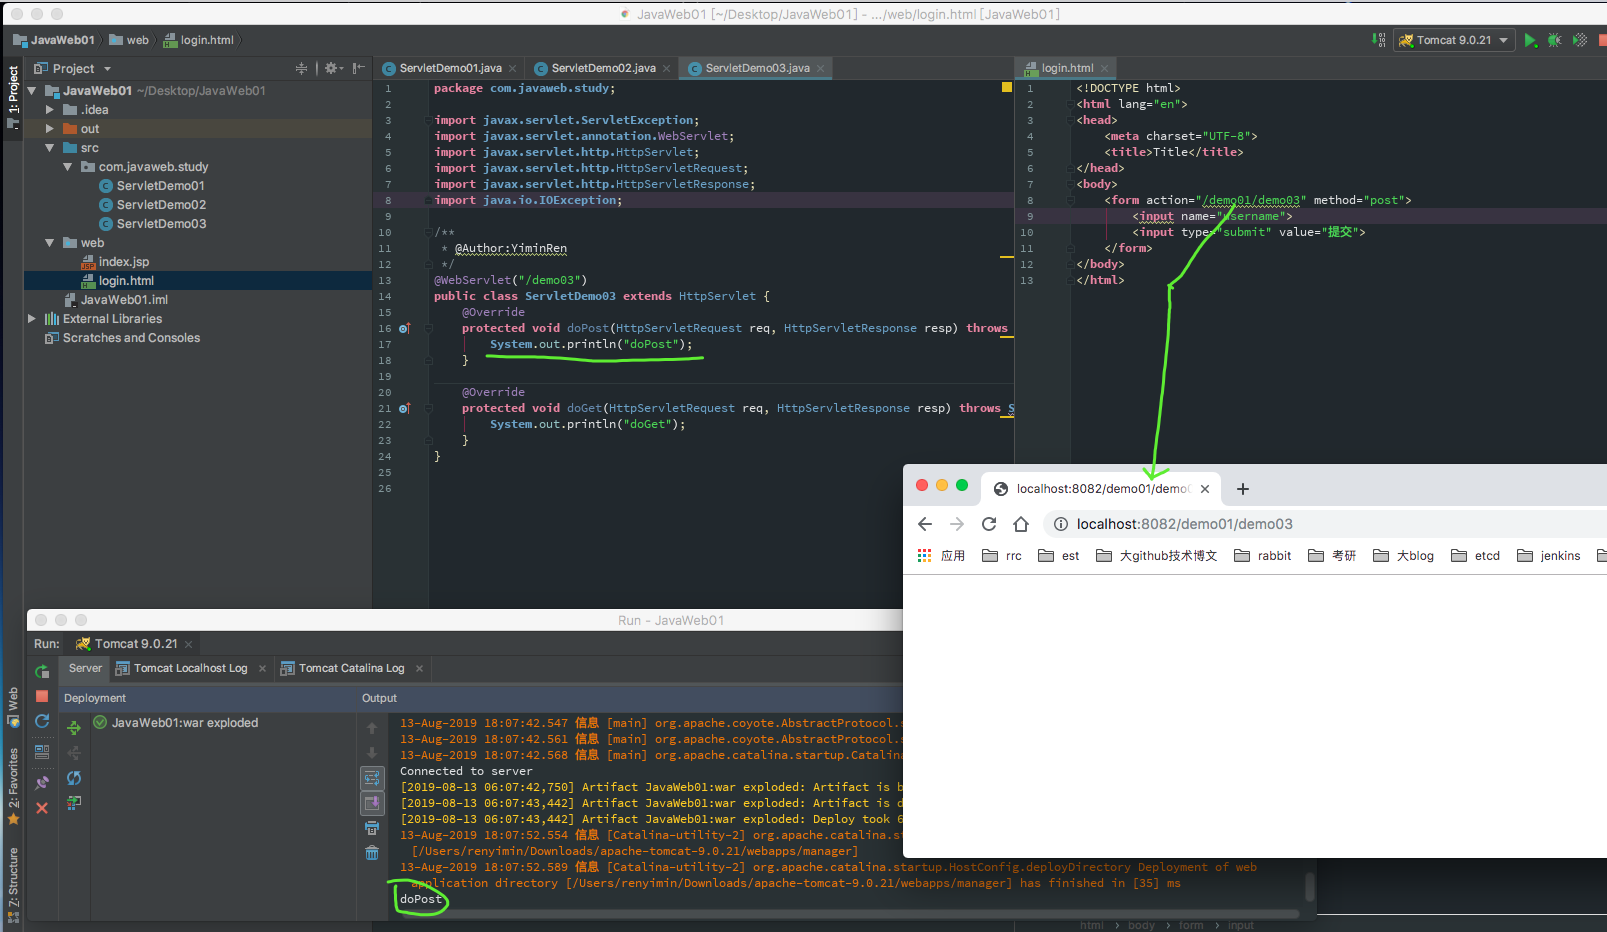 JavaWeb01 [~/Desktop/JavaWeb01] - .../web/login.html [JavaWeb01]
JavaWeb01 web login.html
Tomcat 9.0.21
1: Project
Project
JavaWeb01 ~/Desktop/JavaWeb01
.idea
out
src
com.javaweb.study
ServletDemo01
ServletDemo02
ServletDemo03
web
index.jsp
login.html
JavaWeb01.iml
External Libraries
Scratches and Consoles
ServletDemo01.java ServletDemo02.java ServletDemo03.java
1 package com.javaweb.study;
2
3 import javax.servlet.ServletException;
4 import javax.servlet.annotation.WebServlet;
5 import javax.servlet.http.HttpServlet;
6 import javax.servlet.http.HttpServletRequest;
7 import javax.servlet.http.HttpServletResponse;
8 import java.io.IOException;
9
10 /**
11 * @Author:YiminRen
12 */
13 @WebServlet("/demo03")
14 public class ServletDemo03 extends HttpServlet {
15 @Override
16 protected void doPost(HttpServletRequest req, HttpServletResponse resp) throws
17 System.out.println("doPost");
18 }
19
20 @Override
21 protected void doGet(HttpServletRequest req, HttpServletResponse resp) throws S
22 System.out.println("doGet");
23 }
24 }
25
26
login.html
1 <!DOCTYPE html>
2 <html lang="en">
3 <head>
4 <meta charset="UTF-8">
5 <title>Title</title>
6 </head>
7 <body>
8 <form action="/demo01/demo03" method="post">
9 <input name="username">
10 <input type="submit" value="提交">
11 </form>
12 </body>
13 </html>
localhost:8082/demo01/demo
localhost:8082/demo01/demo03
应用 rrc est 大github技术博文 rabbit 考研 大blog etcd jenkins
Run - JavaWeb01
Run: Tomcat 9.0.21
Server Tomcat Localhost Log Tomcat Catalina Log
Deployment Output
JavaWeb01:war exploded
13-Aug-2019 18:07:42.547 信息 [main] org.apache.coyote.AbstractProtocol.
13-Aug-2019 18:07:42.561 信息 [main] org.apache.coyote.AbstractProtocol.
13-Aug-2019 18:07:42.568 信息 [main] org.apache.catalina.startup.Catalin
Connected to server
[2019-08-13 06:07:42,750] Artifact JavaWeb01:war exploded: Artifact is b
[2019-08-13 06:07:43,442] Artifact JavaWeb01:war exploded: Artifact is d
[2019-08-13 06:07:43,442] Artifact JavaWeb01:war exploded: Deploy took 6
13-Aug-2019 18:07:52.554 信息 [Catalina-utility-2] org.apache.catalina.s
[/Users/renyimin/Downloads/apache-tomcat-9.0.21/webapps/manager]
13-Aug-2019 18:07:52.589 信息 [Catalina-utility-2] org.apache.catalina.startup.HostConfig.deployDirectory Deployment of web
application directory [/Users/renyimin/Downloads/apache-tomcat-9.0.21/webapps/manager] has finished in [35] ms
doPost
Web
2: Favorites
7: Structure
html › body › form › input